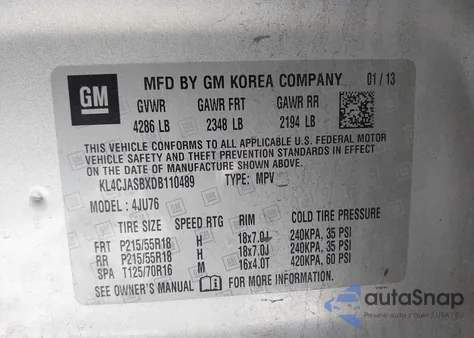 GM
MFD BY GM KOREA COMPANY 01/13
GVWR GAWR FRT GAWR RR
4286 LB 2348 LB 2194 LB
THIS VEHICLE CONFORMS TO ALL APPLICABLE U.S. FEDERAL MOTOR
VEHICLE SAFETY AND THEFT PREVENTION STANDARDS IN EFFECT ON
THE DATE OF MANUFACTURE SHOWN ABOVE.
KL4CJASBXDB110489 TYPE: MPV
MODEL: 4JU76
TIRE SIZE SPEED RTG RIM COLD TIRE PRESSURE
FRT P215/55R18 H 18x7.0J 240KPA, 35 PSI
RR P215/55R18 H 18x7.0J 240KPA, 35 PSI
SPA T125/70R16 M 16x4.0T 420KPA, 60 PSI
SEE OWNER'S MANUAL FOR MORE INFORMATION
autoSnap
Pewne auto z USA